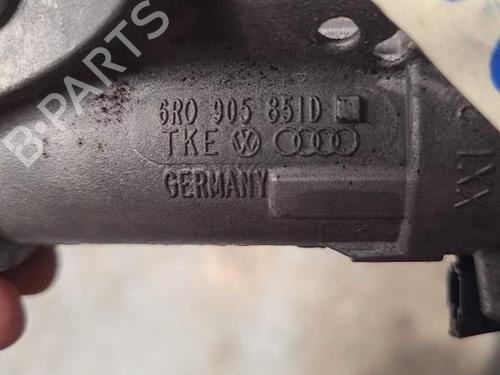 B-PARTS
6R0 905 851D
TKE
GERMANY